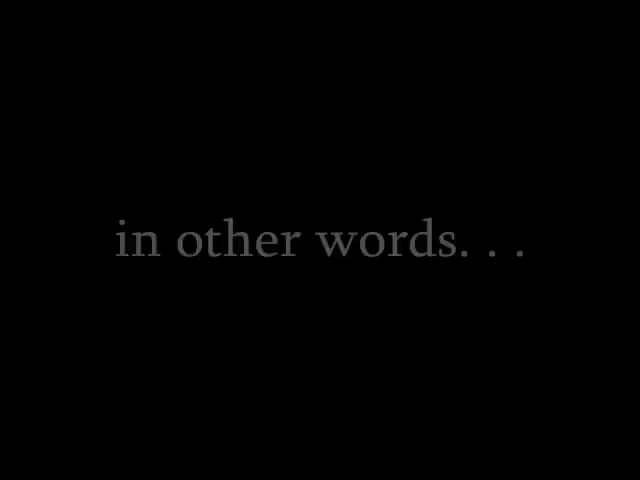 in other words. . .